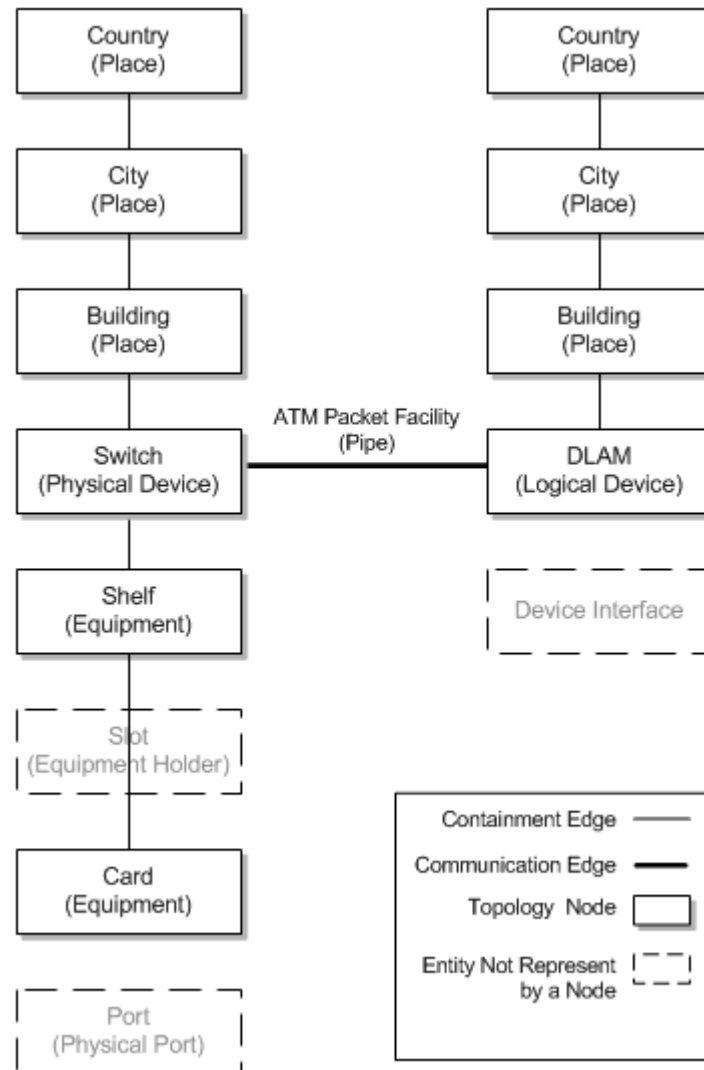 Country
(Place)
City
(Place)
Building
(Place)
Switch
(Physical Device)
Shelf
(Equipment)
Slot
(Equipment Holder)
Card
(Equipment)
Port
(Physical Port)
ATM Packet Facility
(Pipe)
Country
(Place)
City
(Place)
Building
(Place)
DLAM
(Logical Device)
Device Interface
Containment Edge
Communication Edge
Topology Node
Entity Not Represent
by a Node